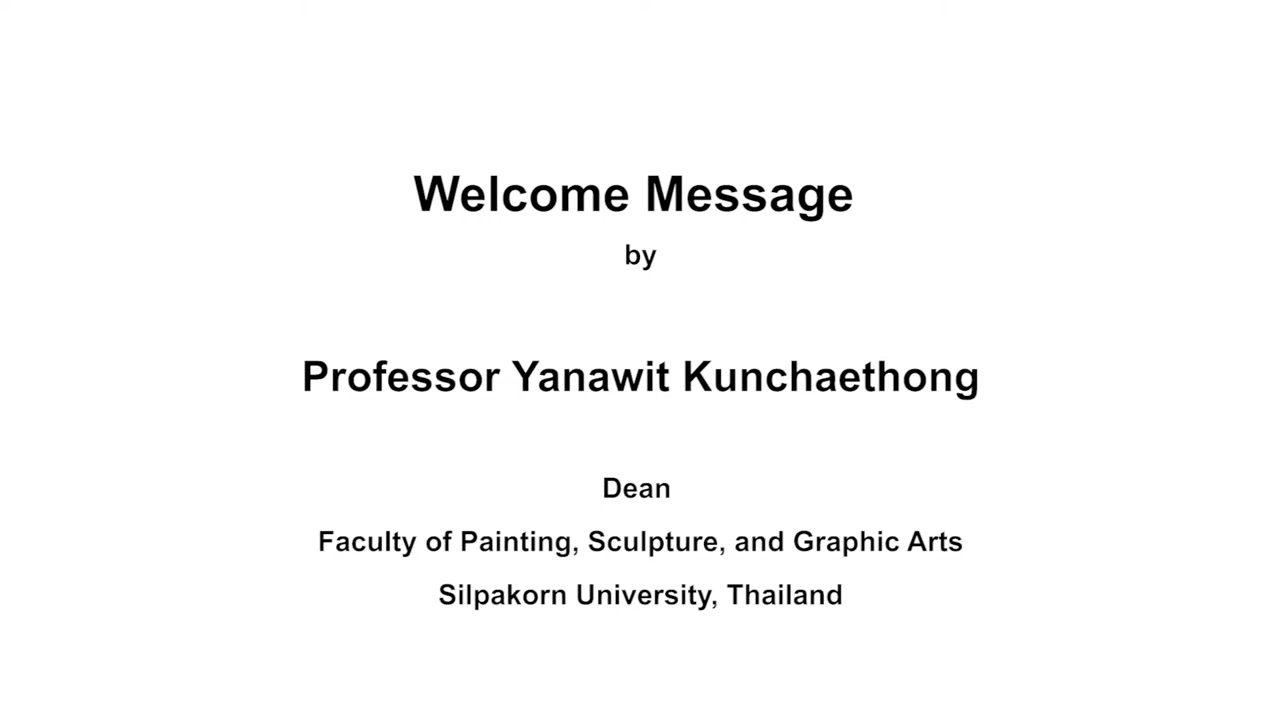 Welcome Message
by
Professor Yanawit Kunchaethong
Dean
Faculty of Painting, Sculpture, and Graphic Arts
Silpakorn University, Thailand